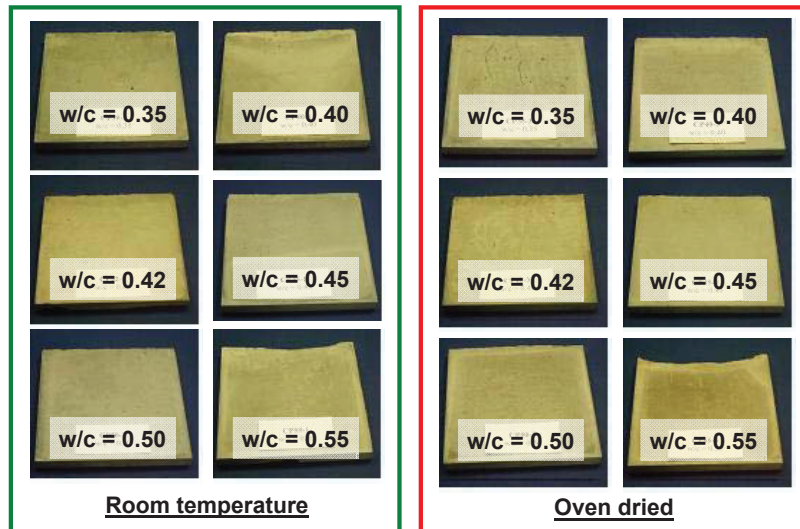 w/c = 0.35
w/c = 0.40
w/c = 0.42
w/c = 0.45
w/c = 0.50
w/c = 0.55
Room temperature
w/c = 0.35
w/c = 0.40
w/c = 0.42
w/c = 0.45
w/c = 0.50
w/c = 0.55
Oven dried